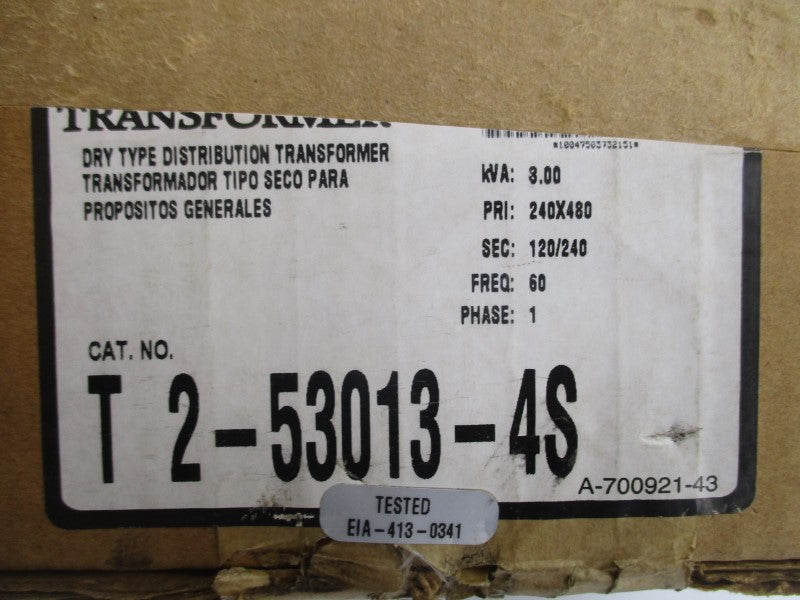 TRANSFORMER
DRY TYPE DISTRIBUTION TRANSFORMER
TRANSFORMADOR TIPO SECO PARA
PROPOSITOS GENERALES
*10047563732151*
kVA: 3.00
PRI: 240X480
SEC: 120/240
FREQ: 60
PHASE: 1
CAT. NO.
T 2-53013-4S
A-700921-43
TESTED
EIA-413-0341